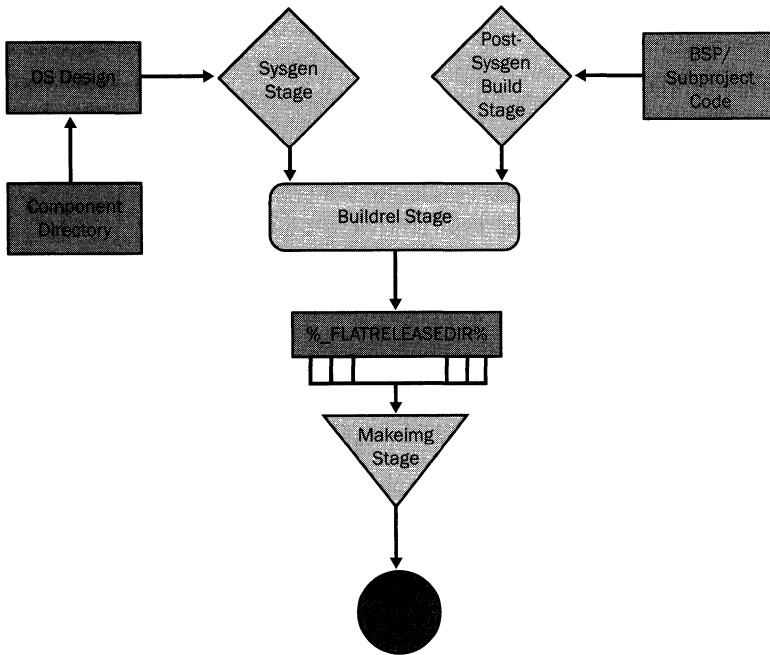 OS Design
Sysgen
Stage
Post-
Sysgen
Build
Stage
BSP/
Subproject
Code
Component
Directory
Buildrel Stage
%_FLATRELEASEDIR%
Makeimg
Stage